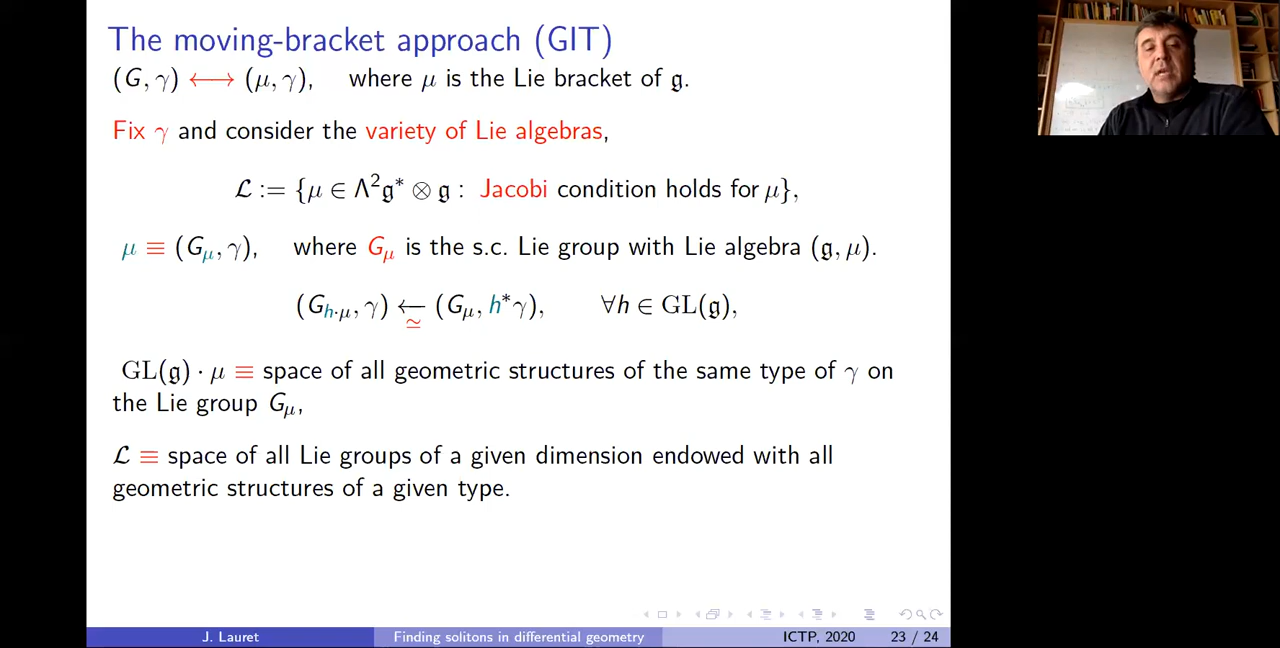 The moving-bracket approach (GIT)
(G, γ) ⟷ (μ, γ), where μ is the Lie bracket of 𝔤.
Fix γ and consider the variety of Lie algebras,
ℒ := {μ ∈ Λ²𝔤* ⊗ 𝔤 : Jacobi condition holds for μ},
μ ≡ (G_μ, γ), where G_μ is the s.c. Lie group with Lie algebra (𝔤, μ).
(G_{h·μ}, γ) ←_≃ (G_μ, h*γ), ∀h ∈ GL(𝔤),
GL(𝔤) · μ ≡ space of all geometric structures of the same type of γ on
the Lie group G_μ,
ℒ ≡ space of all Lie groups of a given dimension endowed with all
geometric structures of a given type.
J. Lauret Finding solitons in differential geometry ICTP, 2020 23 / 24